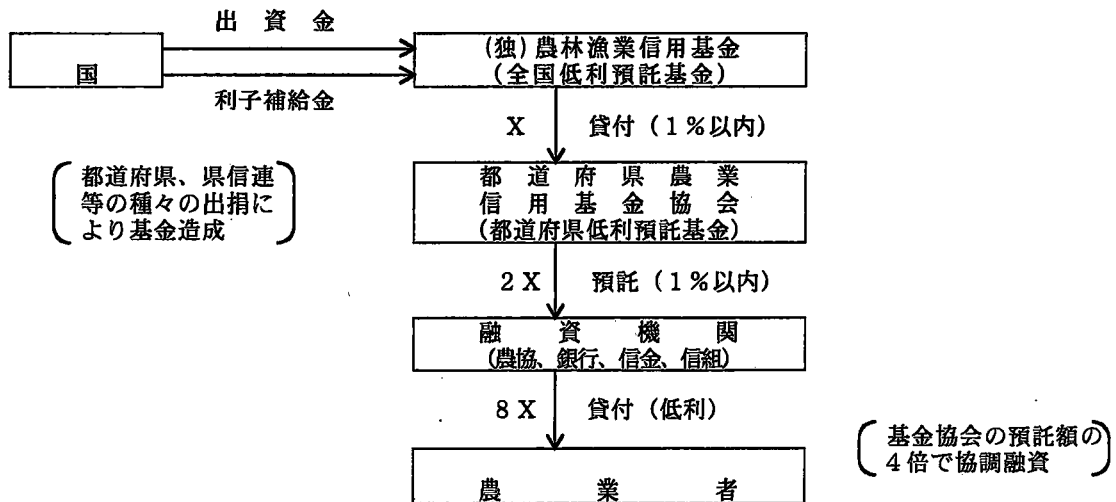 出資金
国
利子補給金
(独)農林漁業信用基金
(全国低利預託基金)
X 貸付(1%以内)
都道府県、県信連
等の種々の出捐に
より基金造成
都道府県農業
信用基金協会
(都道府県低利預託基金)
2X 預託(1%以内)
融資機関
(農協、銀行、信金、信組)
8X 貸付(低利)
基金協会の預託額の
4倍で協調融資
農業者